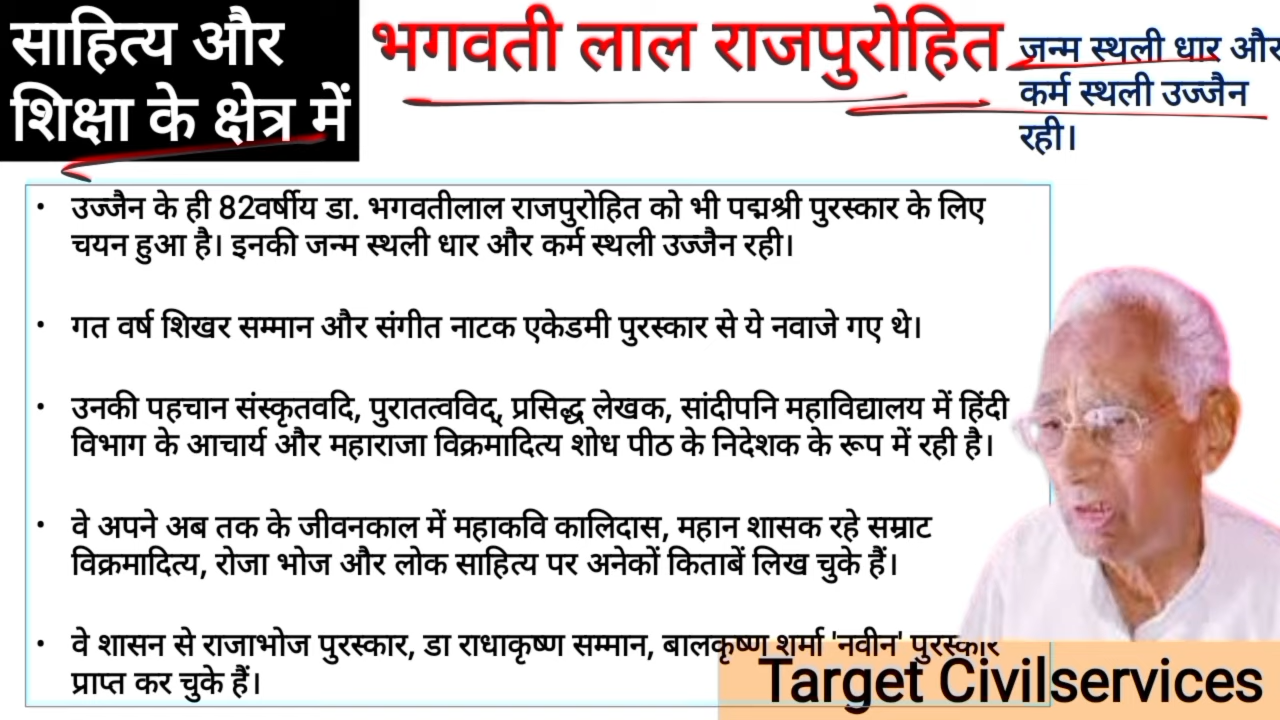 साहित्य और
शिक्षा के क्षेत्र में
भगवती लाल राजपुरोहित
जन्म स्थली धार और
कर्म स्थली उज्जैन
रही।
• उज्जैन के ही 82वर्षीय डा. भगवतीलाल राजपुरोहित को भी पद्मश्री पुरस्कार के लिए
चयन हुआ है। इनकी जन्म स्थली धार और कर्म स्थली उज्जैन रही।
• गत वर्ष शिखर सम्मान और संगीत नाटक एकेडमी पुरस्कार से ये नवाजे गए थे।
• उनकी पहचान संस्कृतवदि, पुरातत्वविद्, प्रसिद्ध लेखक, सांदीपनि महाविद्यालय में हिंदी
विभाग के आचार्य और महाराजा विक्रमादित्य शोध पीठ के निदेशक के रूप में रही है।
• वे अपने अब तक के जीवनकाल में महाकवि कालिदास, महान शासक रहे सम्राट
विक्रमादित्य, रोजा भोज और लोक साहित्य पर अनेकों किताबें लिख चुके हैं।
• वे शासन से राजाभोज पुरस्कार, डा राधाकृष्ण सम्मान, बालकृष्ण शर्मा 'नवीन' पुरस्कार
प्राप्त कर चुके हैं।
Target Civilservices